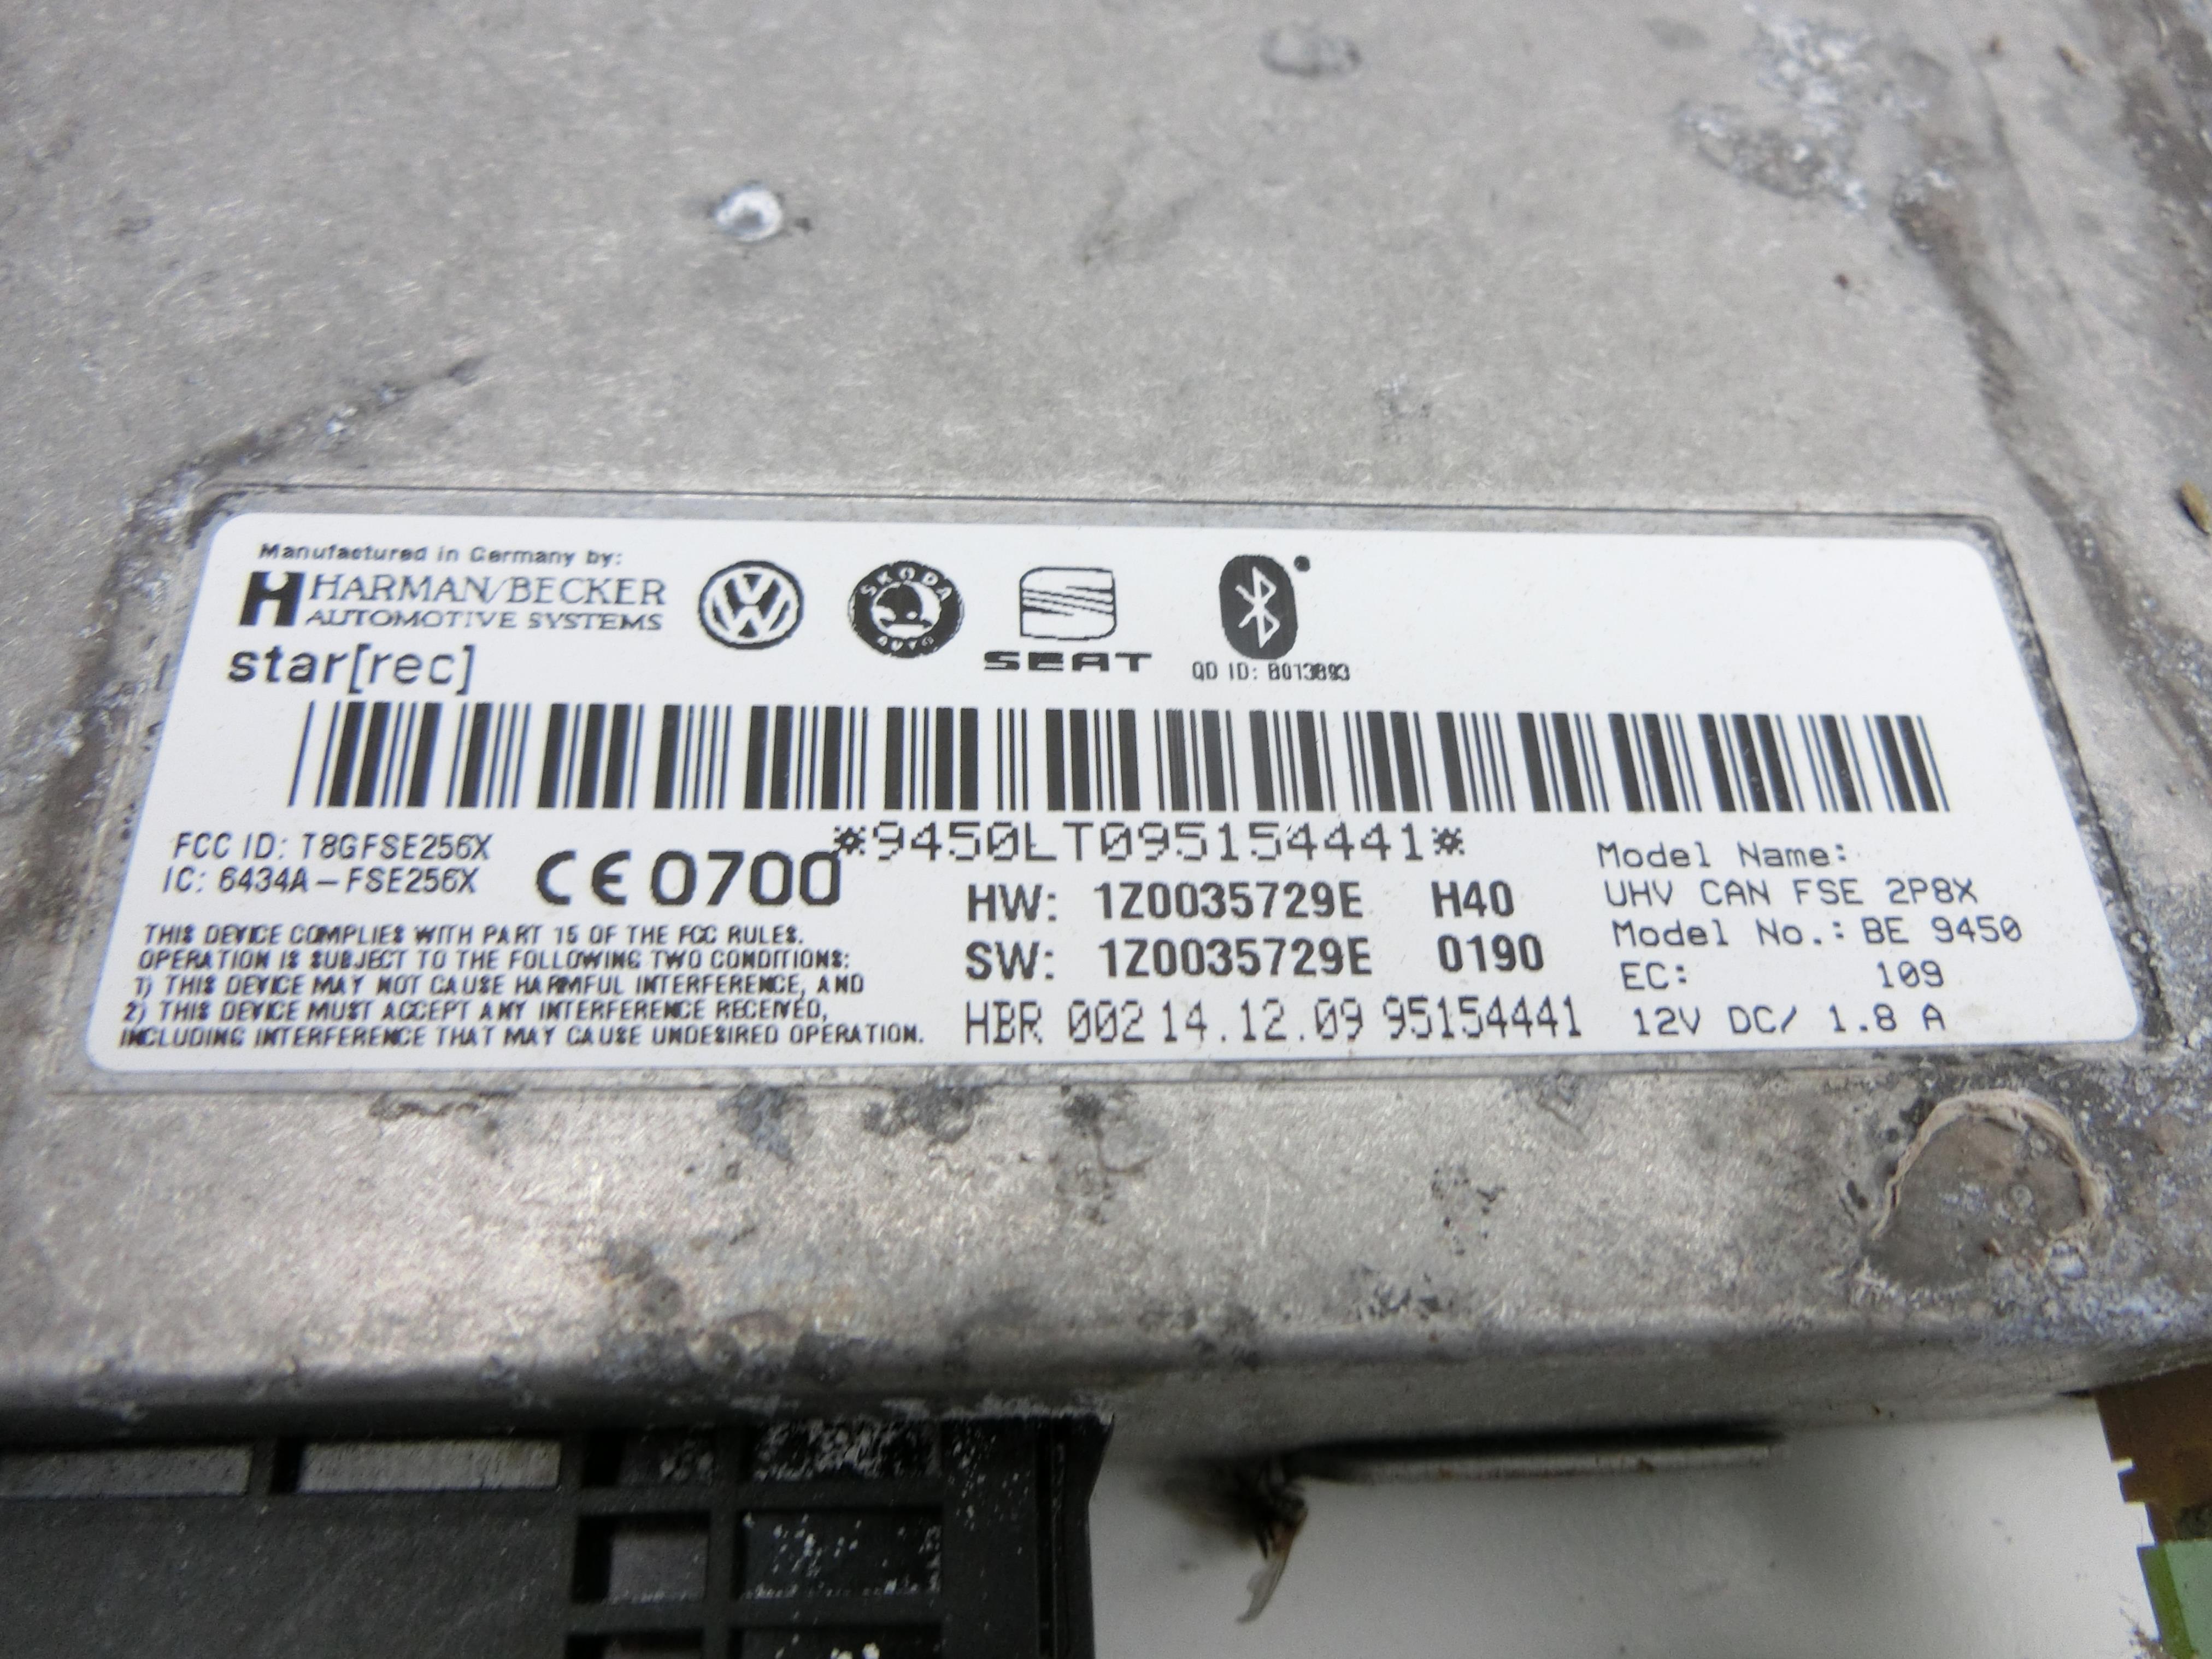 Manufactured in Germany by:
HARMAN/BECKER
AUTOMOTIVE SYSTEMS
star[rec]
SKODA
AUTO
SEAT
QD ID: B013893
*9450LT095154441*
FCC ID: T8GFSE256X
IC: 6434A-FSE256X
CE 0700
THIS DEVICE COMPLIES WITH PART 15 OF THE FCC RULES.
OPERATION IS SUBJECT TO THE FOLLOWING TWO CONDITIONS:
1) THIS DEVICE MAY NOT CAUSE HARMFUL INTERFERENCE, AND
2) THIS DEVICE MUST ACCEPT ANY INTERFERENCE RECEIVED,
INCLUDING INTERFERENCE THAT MAY CAUSE UNDESIRED OPERATION.
HW: 1Z0035729E H40
SW: 1Z0035729E 0190
HBR 002 14.12.09 95154441
Model Name:
UHV CAN FSE 2P8X
Model No.: BE 9450
EC: 109
12V DC/ 1.8 A